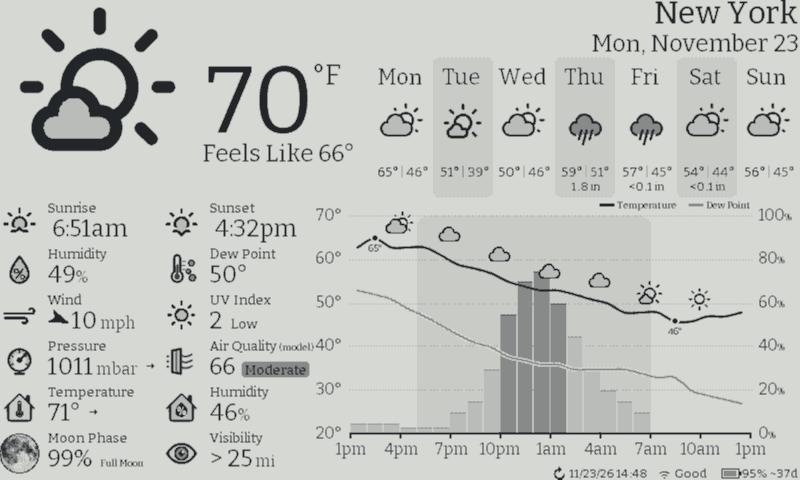 New York
Mon, November 23
70 °F
Feels Like 66°
Mon Tue Wed Thu Fri Sat Sun
65° | 46° 51° | 39° 50° | 46° 59° | 51° 57° | 45° 54° | 44° 56° | 45°
1.8 in <0.1 in <0.1 in
Sunrise
6:51am
Sunset
4:32pm
Humidity
49%
Dew Point
50°
Wind
10 mph
UV Index
2 Low
Pressure
1011 mbar →
Air Quality (model)
66 Moderate
Temperature
71° →
Humidity
46%
Moon Phase
99% Full Moon
Visibility
> 25 mi
Temperature Dew Point
70° 100%
65°
60° 80%
50° 60%
46°
40° 40%
30° 20%
20° 0%
1pm 4pm 7pm 10pm 1am 4am 7am 10am 1pm
11/23/26 14:48 Good 95% ~37d